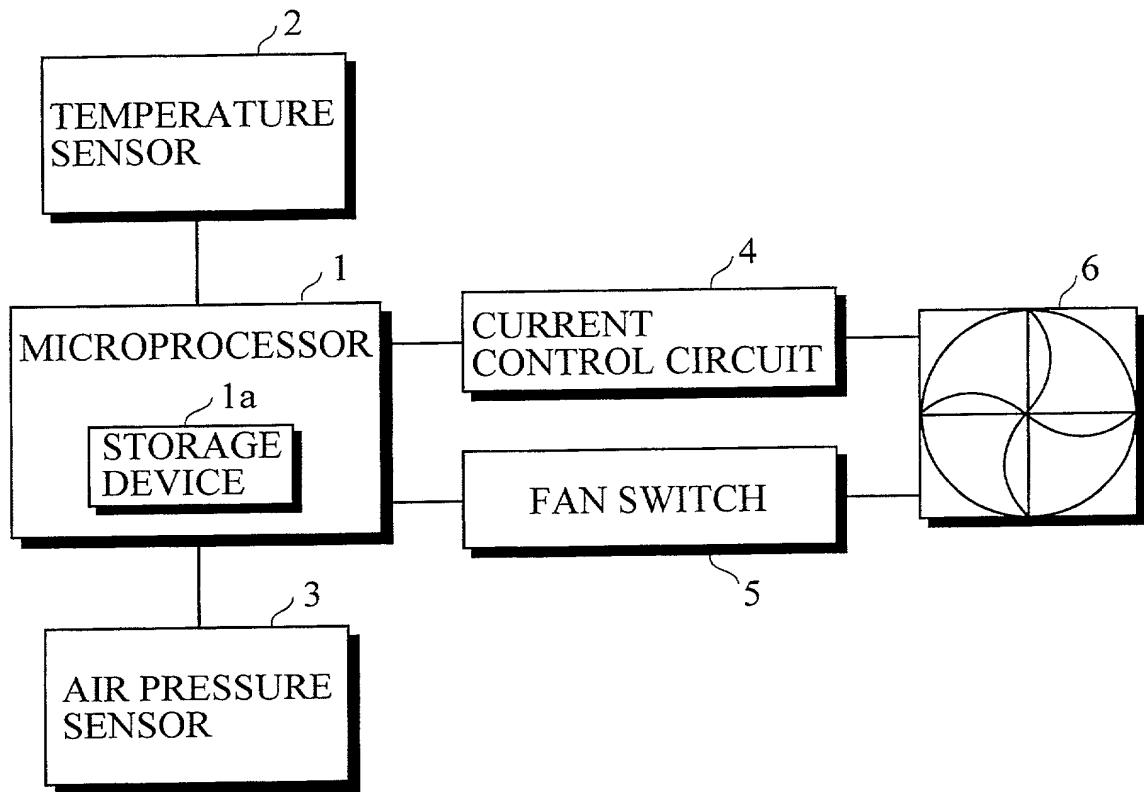 2
TEMPERATURE
SENSOR
1
MICROPROCESSOR
1a
STORAGE
DEVICE
4
CURRENT
CONTROL CIRCUIT
6
FAN SWITCH
5
3
AIR PRESSURE
SENSOR